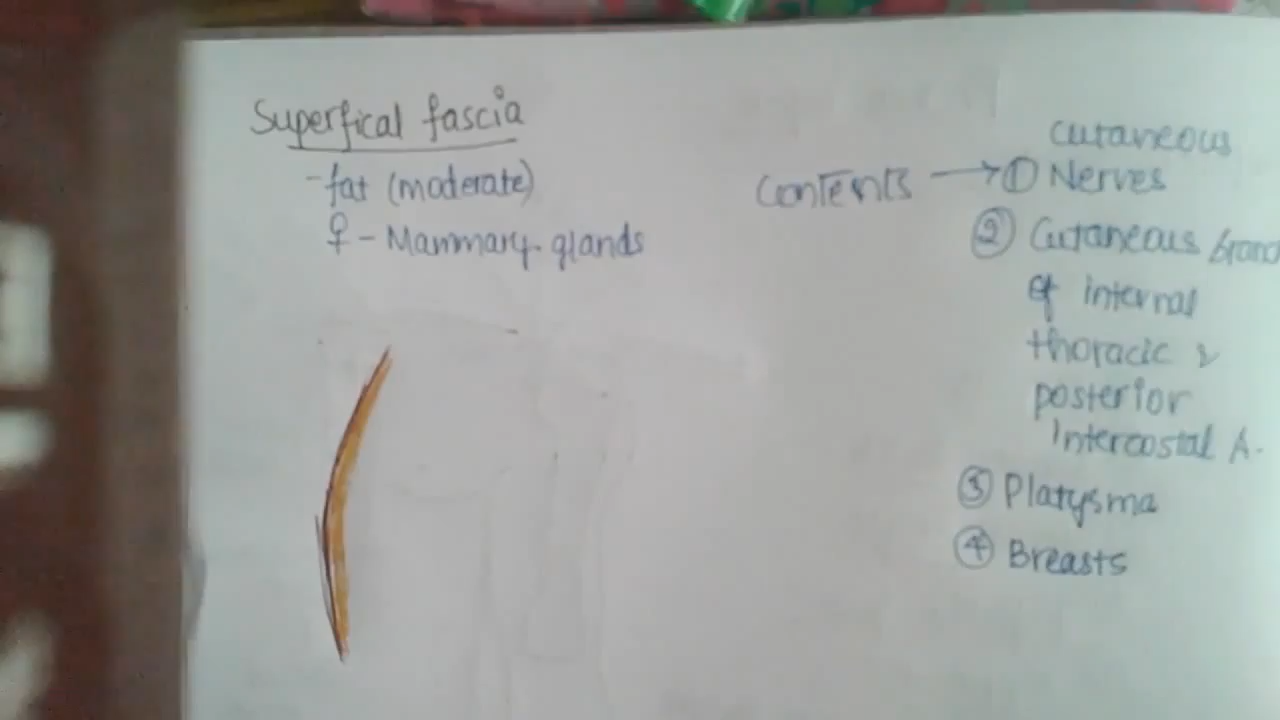 Superfical fascia
- fat (moderate)
♀ - Mammary glands
Contents → ① Cutaneous
Nerves
② Cutaneous
of internal
thoracic &
posterior
Intercostal A.
③ Platysma
④ Breasts